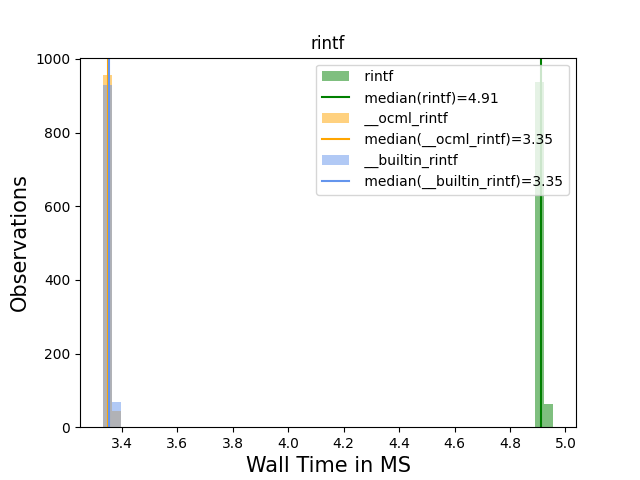 rintf
rintf
median(rintf)=4.91
__ocml_rintf
median(__ocml_rintf)=3.35
__builtin_rintf
median(__builtin_rintf)=3.35
Observations
1000
800
600
400
200
0
3.4 3.6 3.8 4.0 4.2 4.4 4.6 4.8 5.0
Wall Time in MS